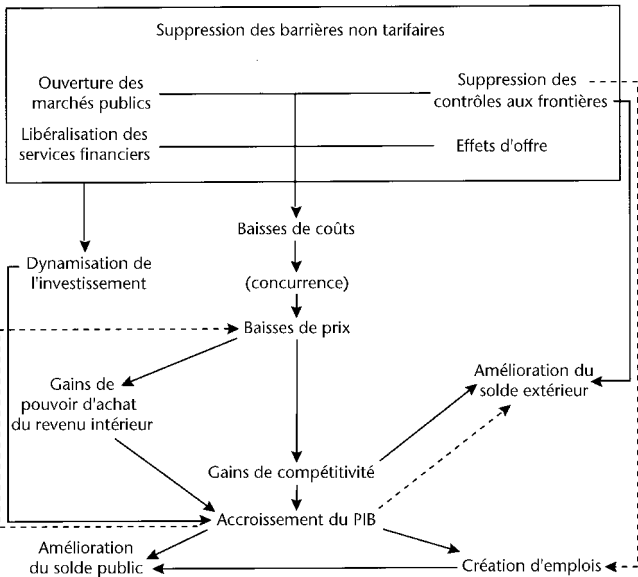 Suppression des barrières non tarifaires
Ouverture des
marchés publics
Suppression des
contrôles aux frontières
Libéralisation des
services financiers
Effets d'offre
Baisses de coûts
Dynamisation de
l'investissement
(concurrence)
Baisses de prix
Gains de
pouvoir d'achat
du revenu intérieur
Amélioration du
solde extérieur
Gains de compétitivité
Accroissement du PIB
Amélioration
du solde public
Création d'emplois